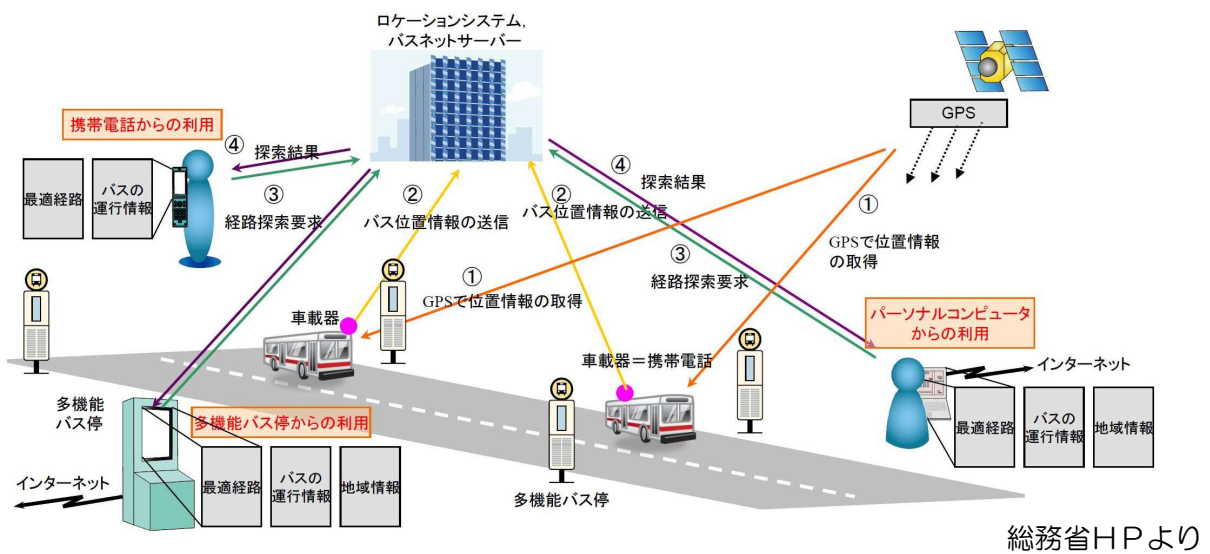 ロケーションシステム,
バスネットサーバー
GPS
携帯電話からの利用
④
探索結果
③
経路探索要求
最適経路
バスの
運行情報
②
バス位置情報の送信
②
バス位置情報の送信
④
探索結果
③
経路探索要求
①
GPSで位置情報
の取得
①
GPSで位置情報の取得
車載器
車載器＝携帯電話
パーソナルコンピュータ
からの利用
インターネット
最適経路
バスの
運行情報
地域情報
多機能
バス停
多機能バス停からの利用
最適経路
バスの
運行情報
地域情報
インターネット
多機能バス停
総務省ＨＰより